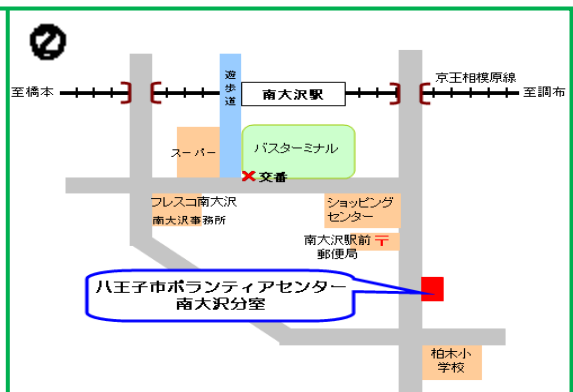 2
至橋本
遊歩道
南大沢駅
京王相模原線
至調布
スーパー
バスターミナル
交番
フレスコ南大沢
南大沢事務所
ショッピング
センター
南大沢駅前〒
郵便局
八王子市ボランティアセンター
南大沢分室
柏木小
学校